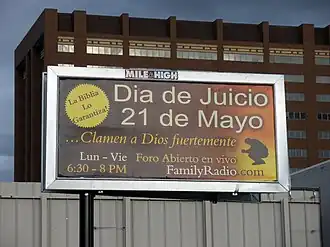 MILE HIGH
La Biblia
Lo
Garantiza!
Dia de Juicio
21 de Mayo
...Clamen a Dios fuertemente
Lun - Vie Foro Abierto en vivo
6:30 - 8 PM FamilyRadio.com